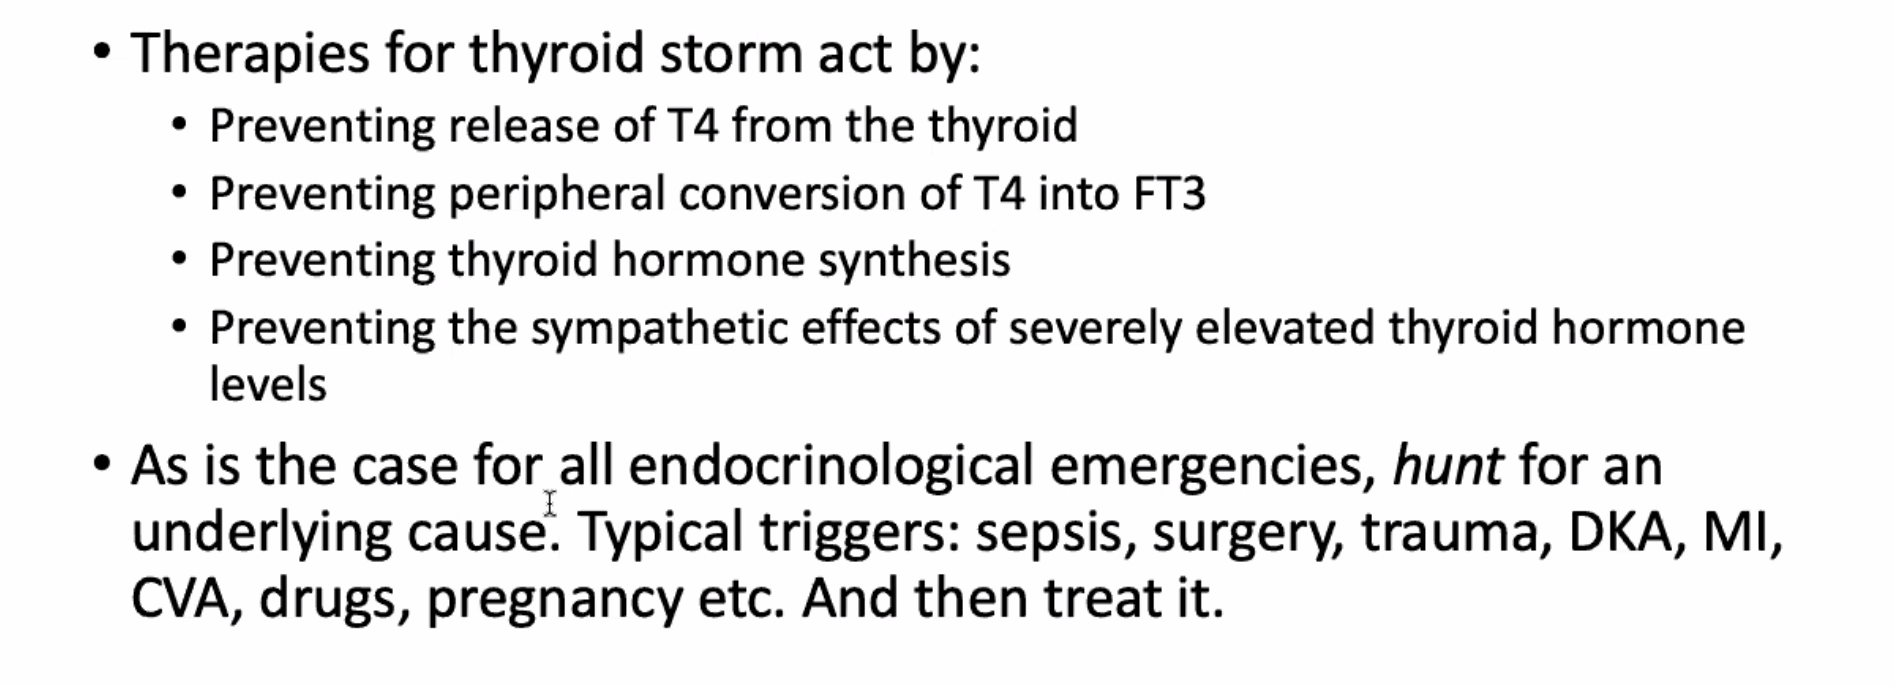 • Therapies for thyroid storm act by:
• Preventing release of T4 from the thyroid
• Preventing peripheral conversion of T4 into FT3
• Preventing thyroid hormone synthesis
• Preventing the sympathetic effects of severely elevated thyroid hormone
levels
• As is the case for all endocrinological emergencies, hunt for an
underlying cause. Typical triggers: sepsis, surgery, trauma, DKA, MI,
CVA, drugs, pregnancy etc. And then treat it.